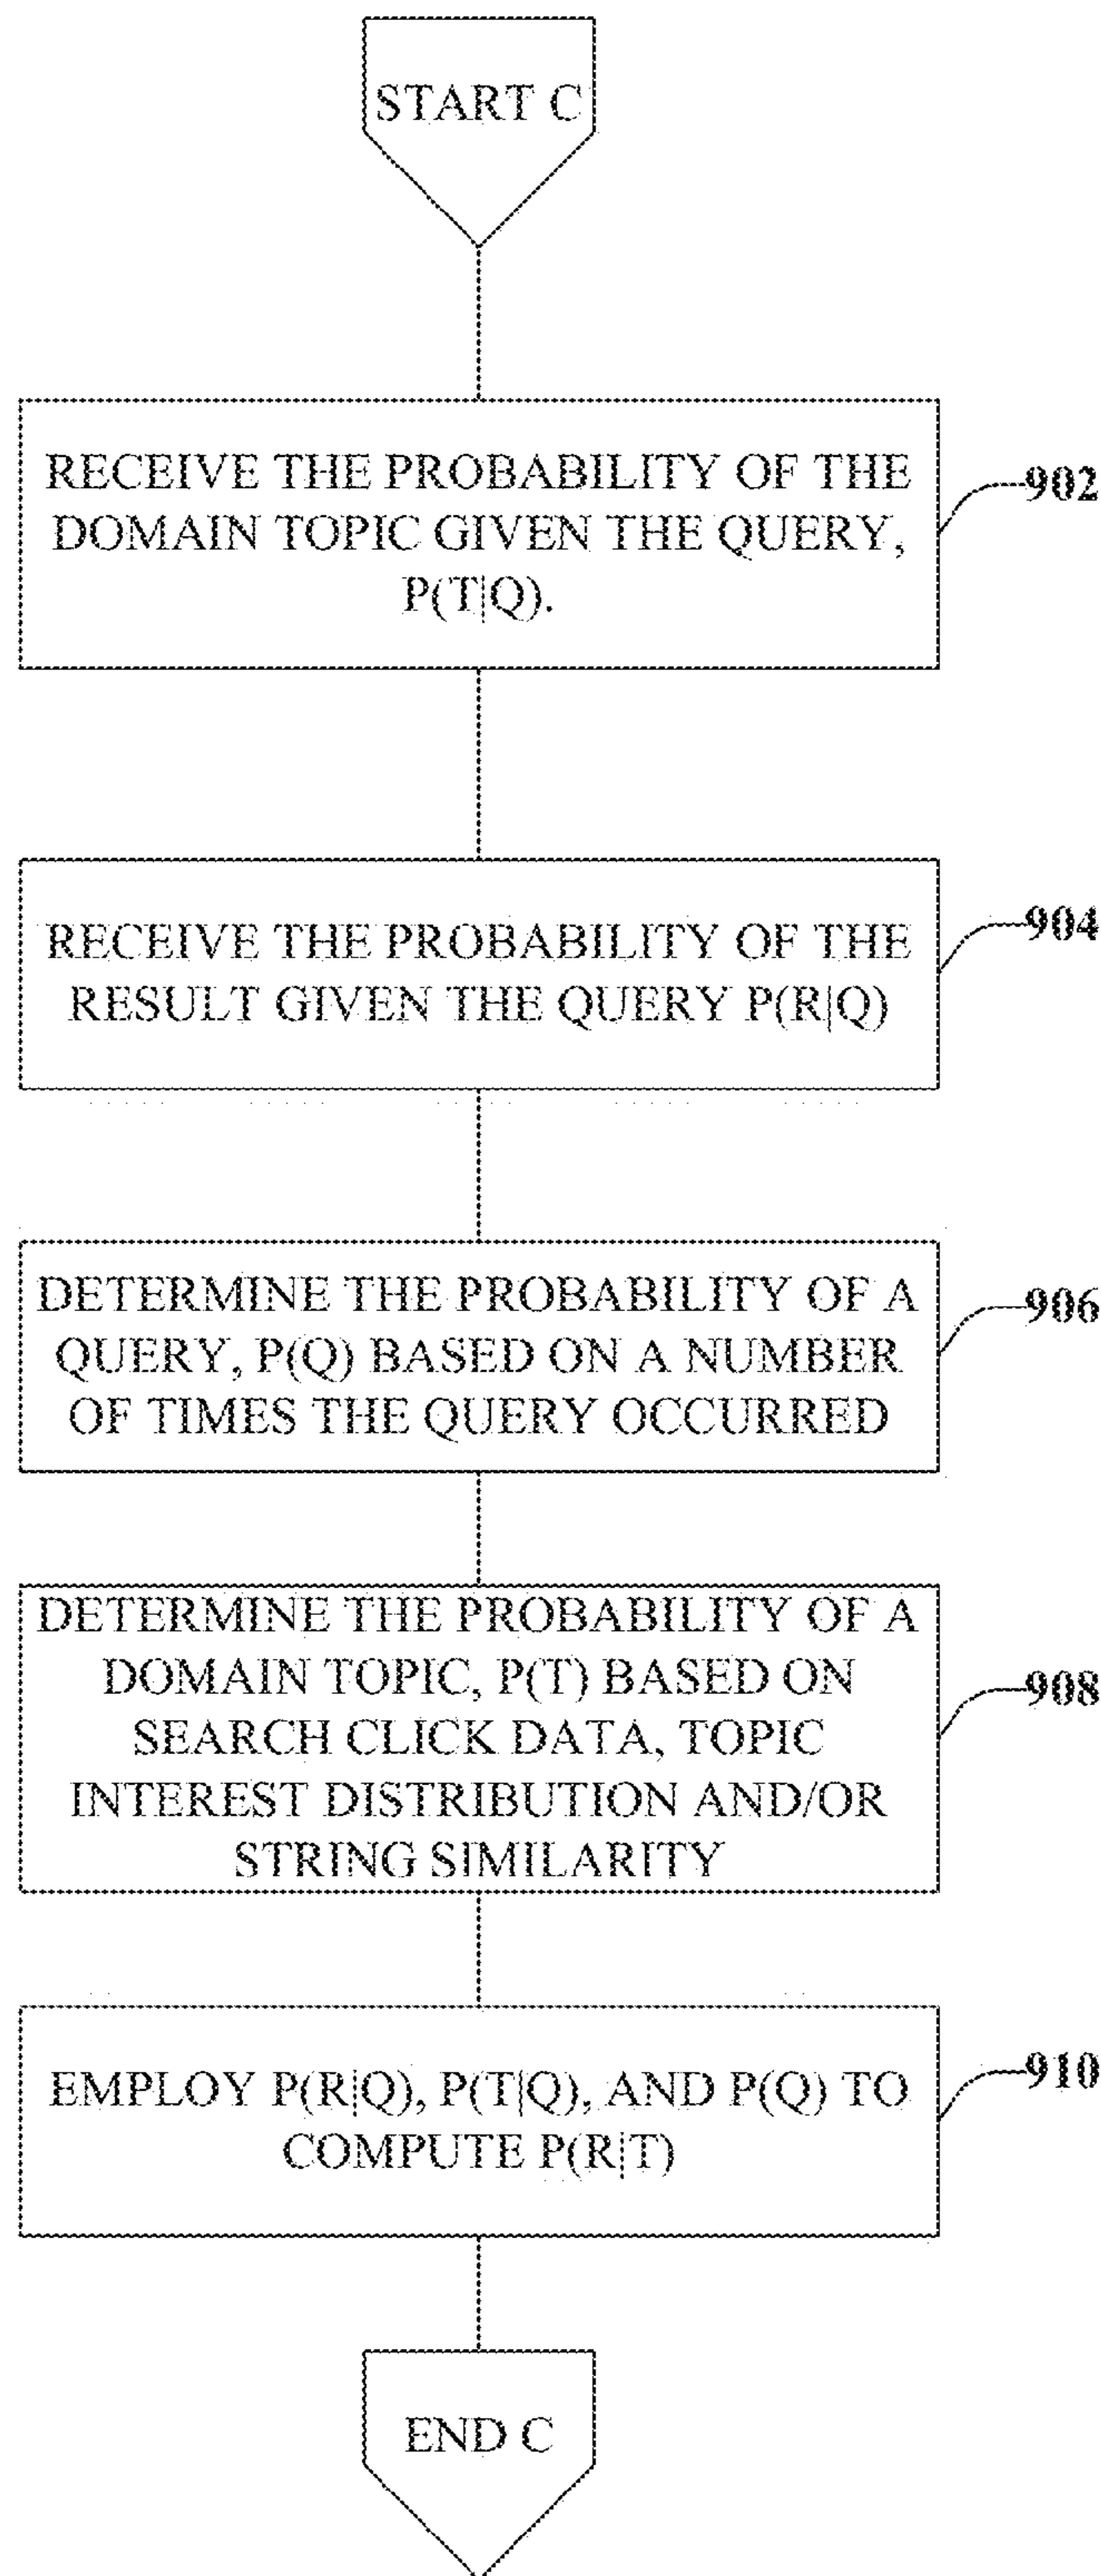 START C
RECEIVE THE PROBABILITY OF THE
DOMAIN TOPIC GIVEN THE QUERY,
P(T|Q).
902
RECEIVE THE PROBABILITY OF THE
RESULT GIVEN THE QUERY P(R|Q)
904
DETERMINE THE PROBABILITY OF A
QUERY, P(Q) BASED ON A NUMBER
OF TIMES THE QUERY OCCURRED
906
DETERMINE THE PROBABILITY OF A
DOMAIN TOPIC, P(T) BASED ON
SEARCH CLICK DATA, TOPIC
INTEREST DISTRIBUTION AND/OR
STRING SIMILARITY
908
EMPLOY P(R|Q), P(T|Q), AND P(Q) TO
COMPUTE P(R|T)
910
END C